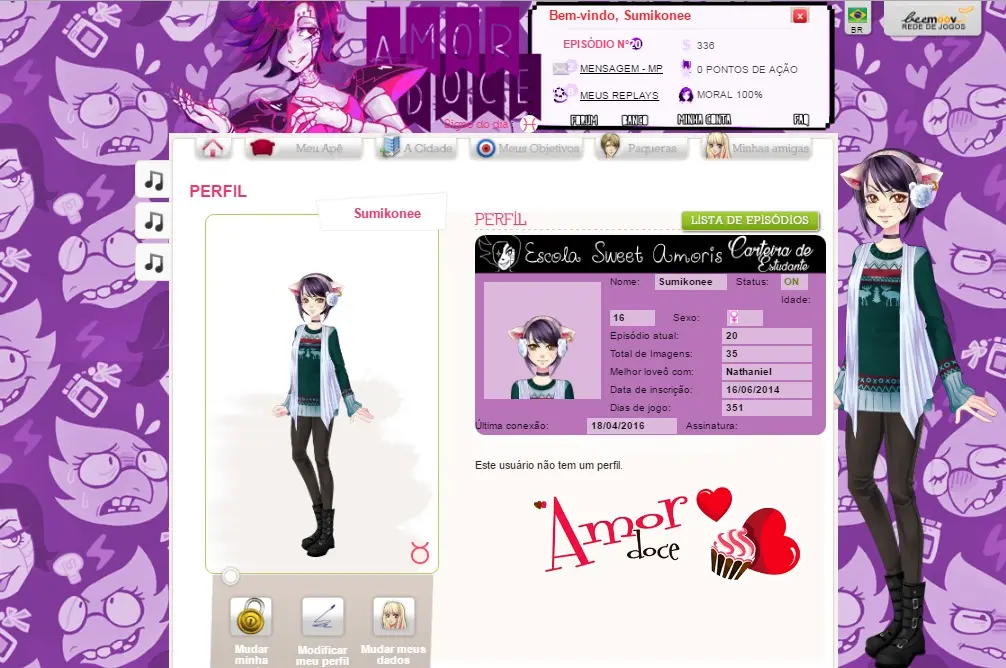 Bem-vindo, Sumikonee
BR
beemoov
REDE DE JOGOS
AMOR
DOCE
EPISÓDIO Nº20
336
MENSAGEM - MP
0 PONTOS DE AÇÃO
MEUS REPLAYS
MORAL 100%
Signo do dia:
FÓRUM
BANCO
MINHA CONTA
FAQ
Meu Apê
A Cidade
Meus Objetivos
Paqueras
Minhas amigas
PERFIL
Sumikonee
PERFIL
LISTA DE EPISÓDIOS
Escola Sweet Amoris
Carteira de
Estudante
Nome: Sumikonee
Status: ON
Idade:
16
Sexo:
Episódio atual: 20
Total de Imagens: 35
Melhor loveô com: Nathaniel
Data de inscrição: 16/06/2014
Dias de jogo: 351
Última conexão: 18/04/2016
Assinatura:
Este usuário não tem um perfil.
Amor
doce
Mudar
minha
Modificar
meu perfil
Mudar meus
dados